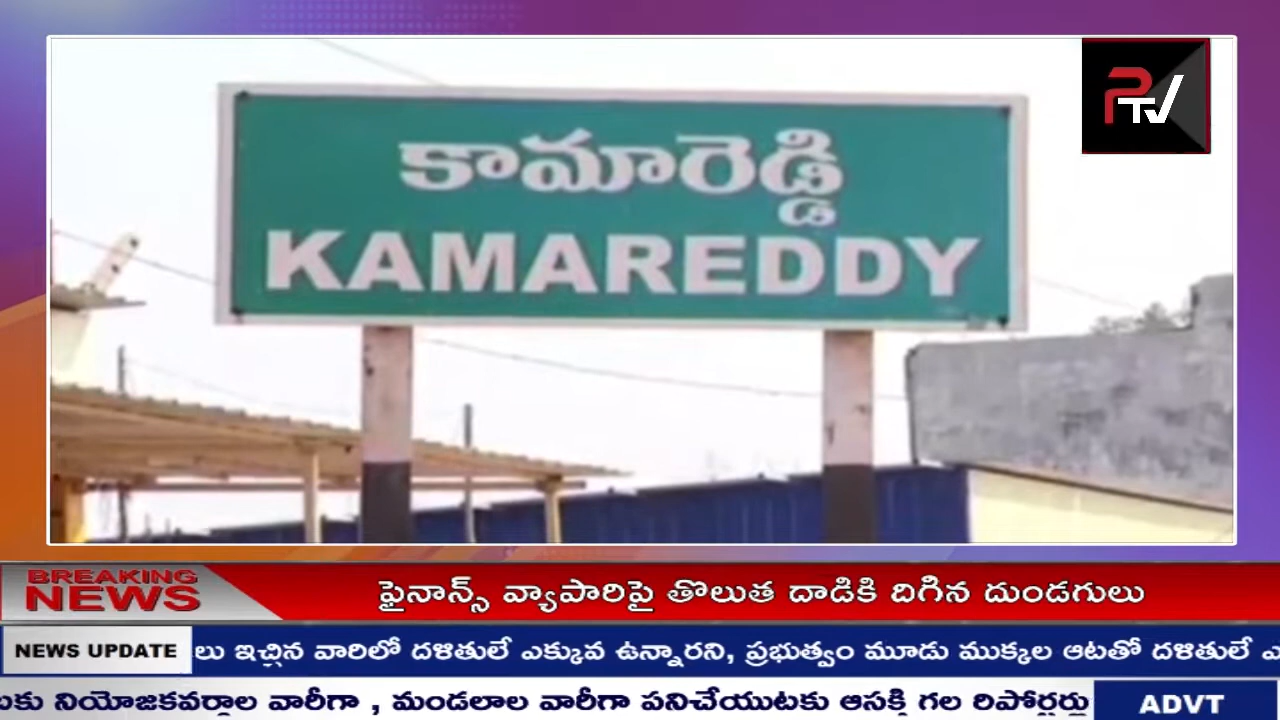 PTV
కామారెడ్డి
KAMAREDDY
BREAKING
NEWS
ఫైనాన్స్ వ్యాపారిపై తొలుత దాడికి దిగిన దుండగులు
NEWS UPDATE
లు ఇచ్చిన వారిలో దళితులే ఎక్కువ ఉన్నారని, ప్రభుత్వం మూడు ముక్కల ఆటతో దళితులే
టకు నియోజకవర్గాల వారీగా , మండలాల వారీగా పనిచేయుటకు ఆసక్తి గల రిపోర్టర్లు
ADVT